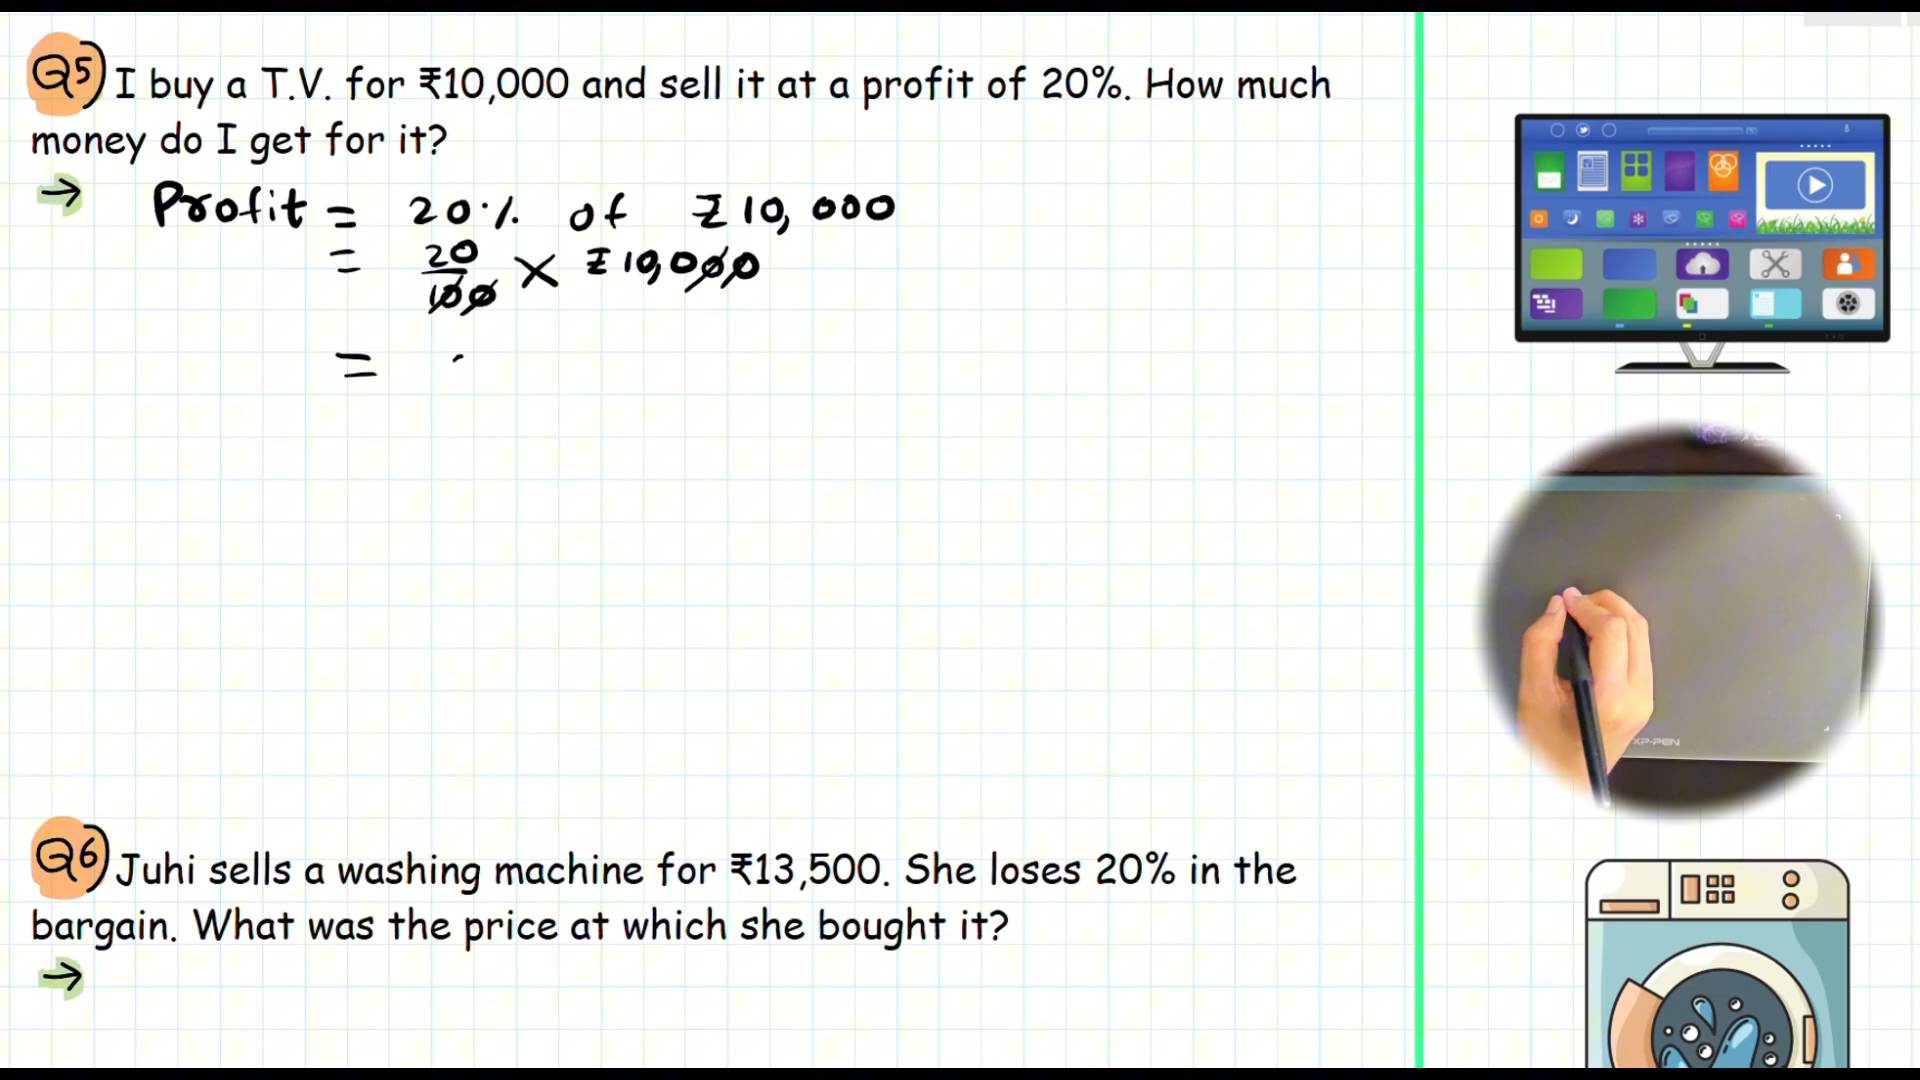 Q5) I buy a T.V. for ₹10,000 and sell it at a profit of 20%. How much
money do I get for it?
→ Profit = 20% of ₹10,000
= 20/100 × ₹10,000
=
Q6) Juhi sells a washing machine for ₹13,500. She loses 20% in the
bargain. What was the price at which she bought it?
→
XP-PEN